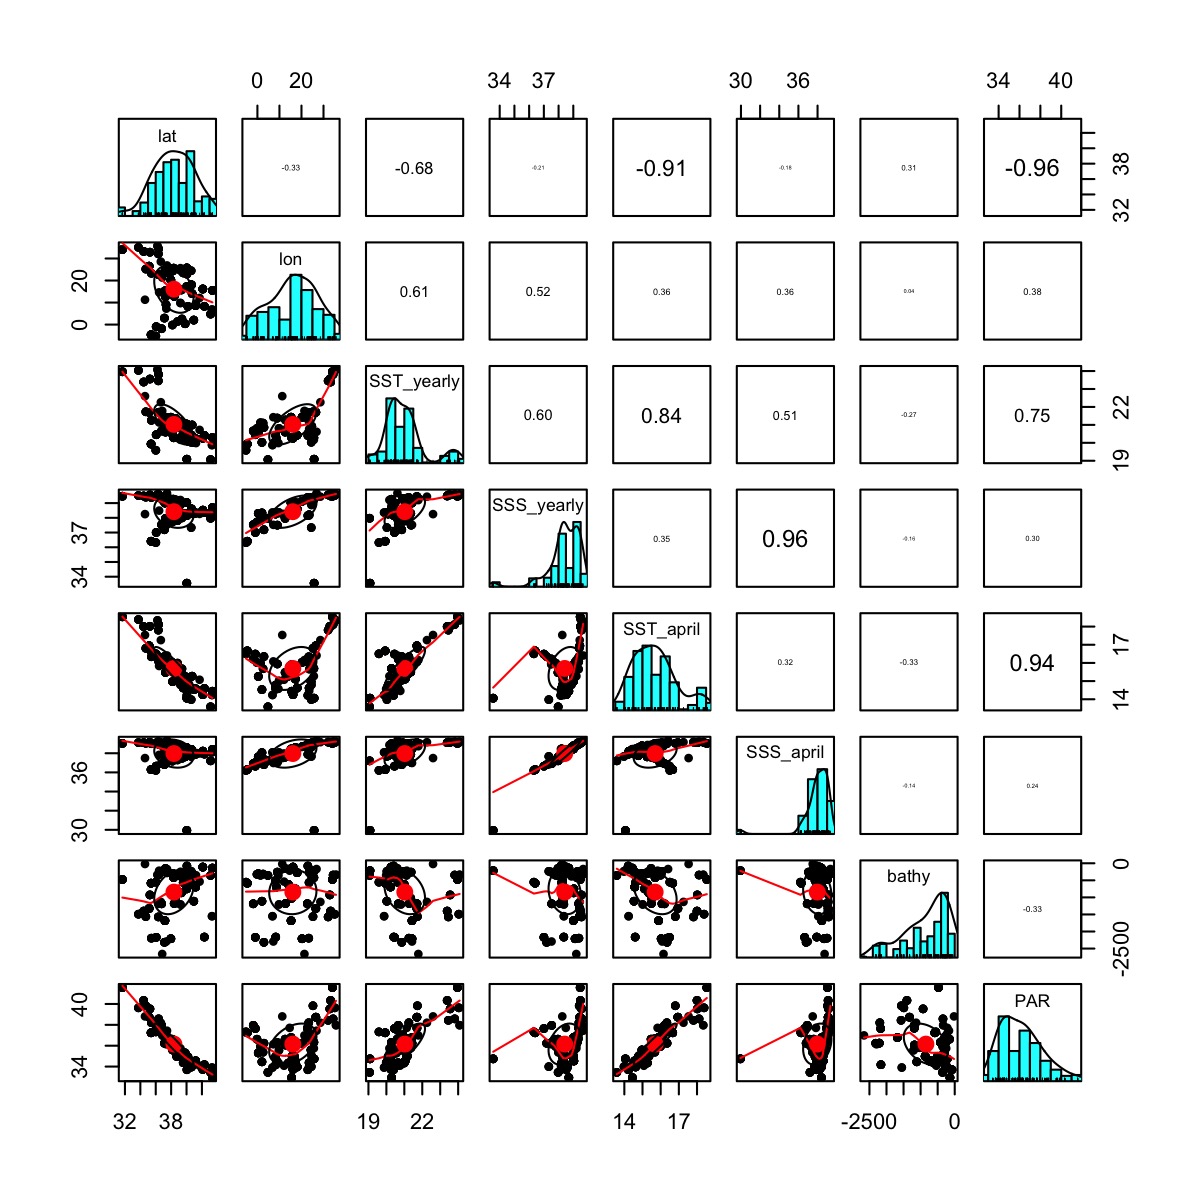 0 20 34 37 30 36 34 40
lat -0.33 -0.68 -0.21 -0.91 -0.18 0.31 -0.96 32 38
0 20 lon 0.61 0.52 0.36 0.36 0.04 0.38
SST_yearly 0.60 0.84 0.51 -0.27 0.75 19 22
34 37 SSS_yearly 0.35 0.96 -0.16 0.30
SST_april 0.32 -0.33 0.94 14 17
30 36 SSS_april -0.14 0.24
bathy -0.33 -2500 0
34 40 PAR
32 38 19 22 14 17 -2500 0